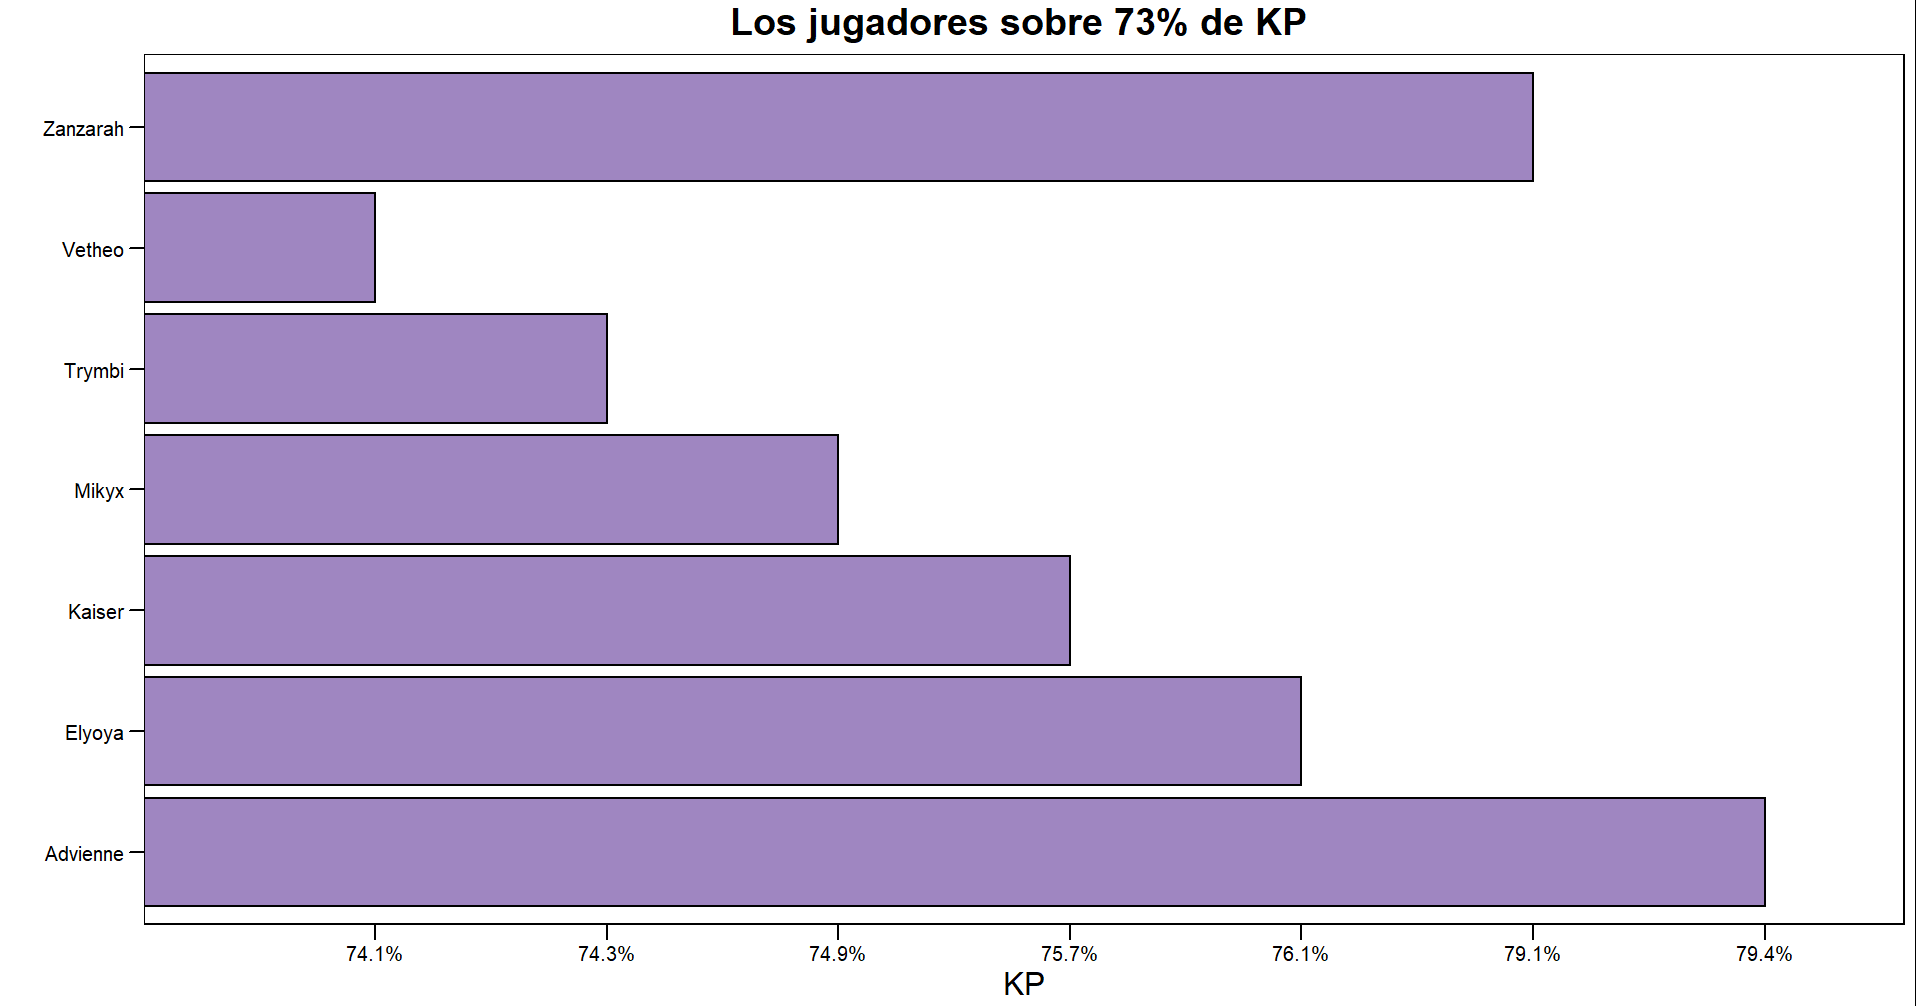 Los jugadores sobre 73% de KP
Zanzarah
Vetheo
Trymbi
Mikyx
Kaiser
Elyoya
Advienne
74.1% 74.3% 74.9% 75.7% 76.1% 79.1% 79.4%
KP